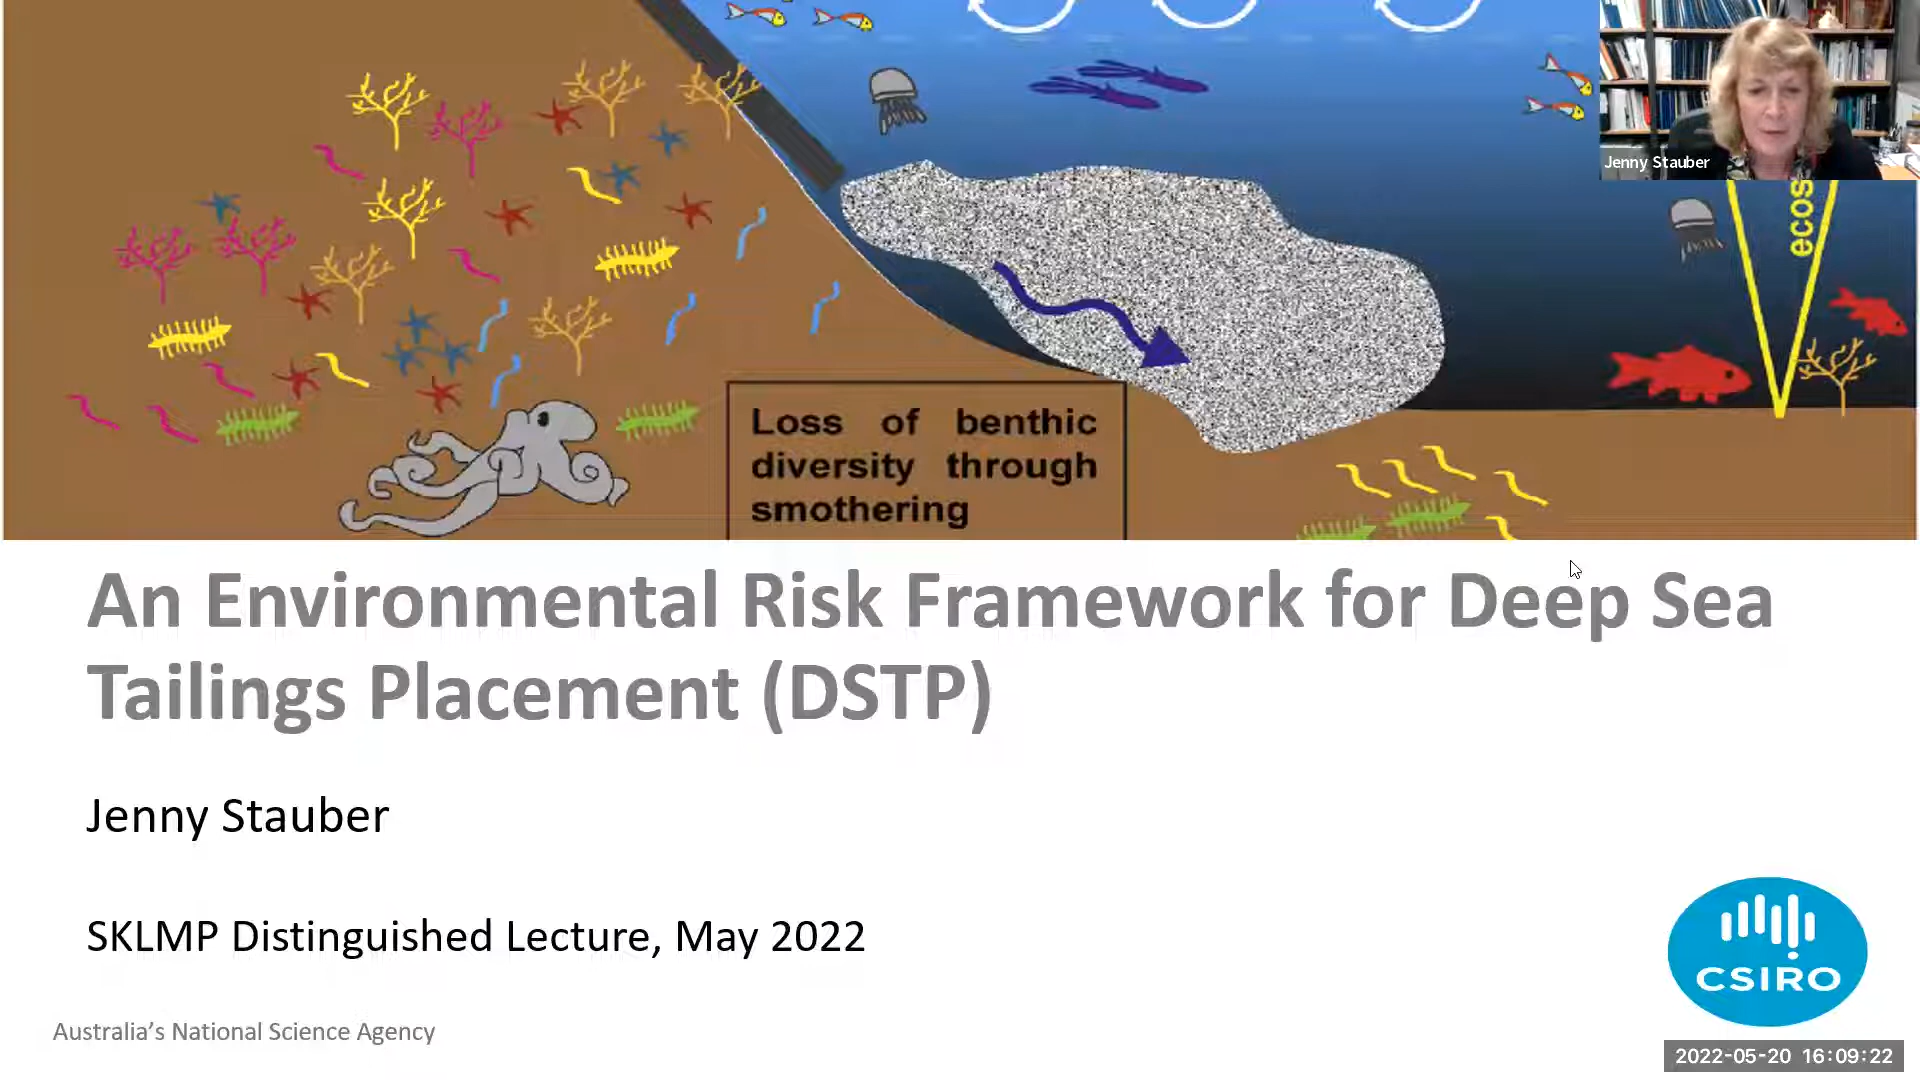 Jenny Stauber
ecos
Loss of benthic
diversity through
smothering
An Environmental Risk Framework for Deep Sea
Tailings Placement (DSTP)
Jenny Stauber
SKLMP Distinguished Lecture, May 2022
CSIRO
Australia's National Science Agency
2022-05-20 16:09:22